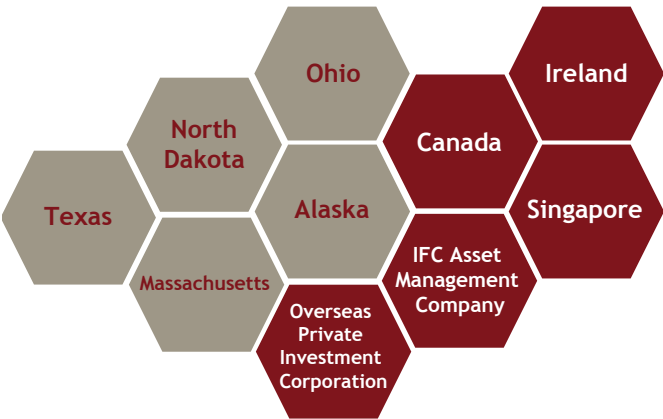 Ohio
Ireland
North
Dakota
Canada
Texas
Alaska
Singapore
Massachusetts
IFC Asset
Management
Company
Overseas
Private
Investment
Corporation